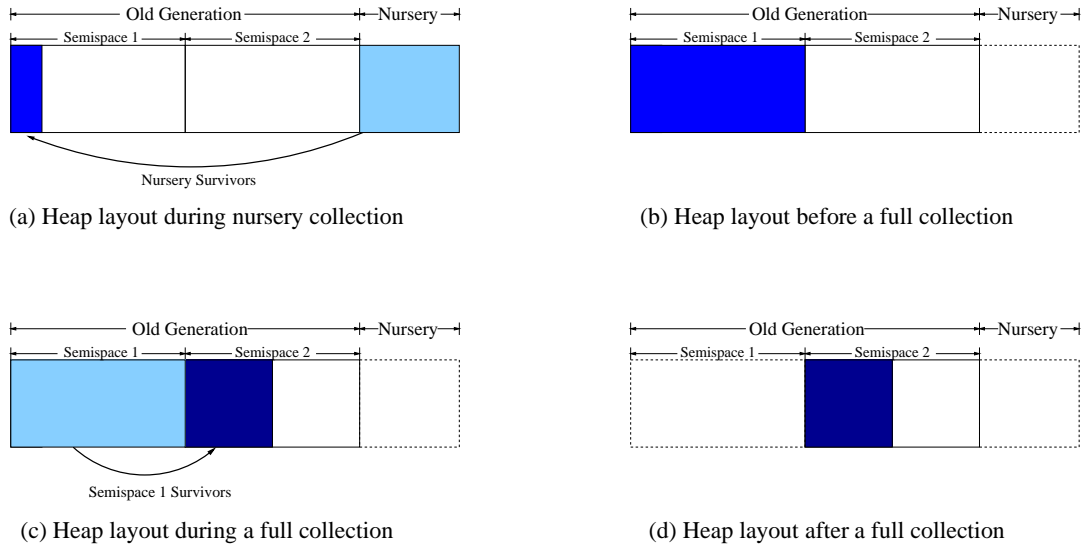 Old Generation Nursery
Semispace 1 Semispace 2
Nursery Survivors
(a) Heap layout during nursery collection
Old Generation Nursery
Semispace 1 Semispace 2
(b) Heap layout before a full collection
Old Generation Nursery
Semispace 1 Semispace 2
Semispace 1 Survivors
(c) Heap layout during a full collection
Old Generation Nursery
Semispace 1 Semispace 2
(d) Heap layout after a full collection